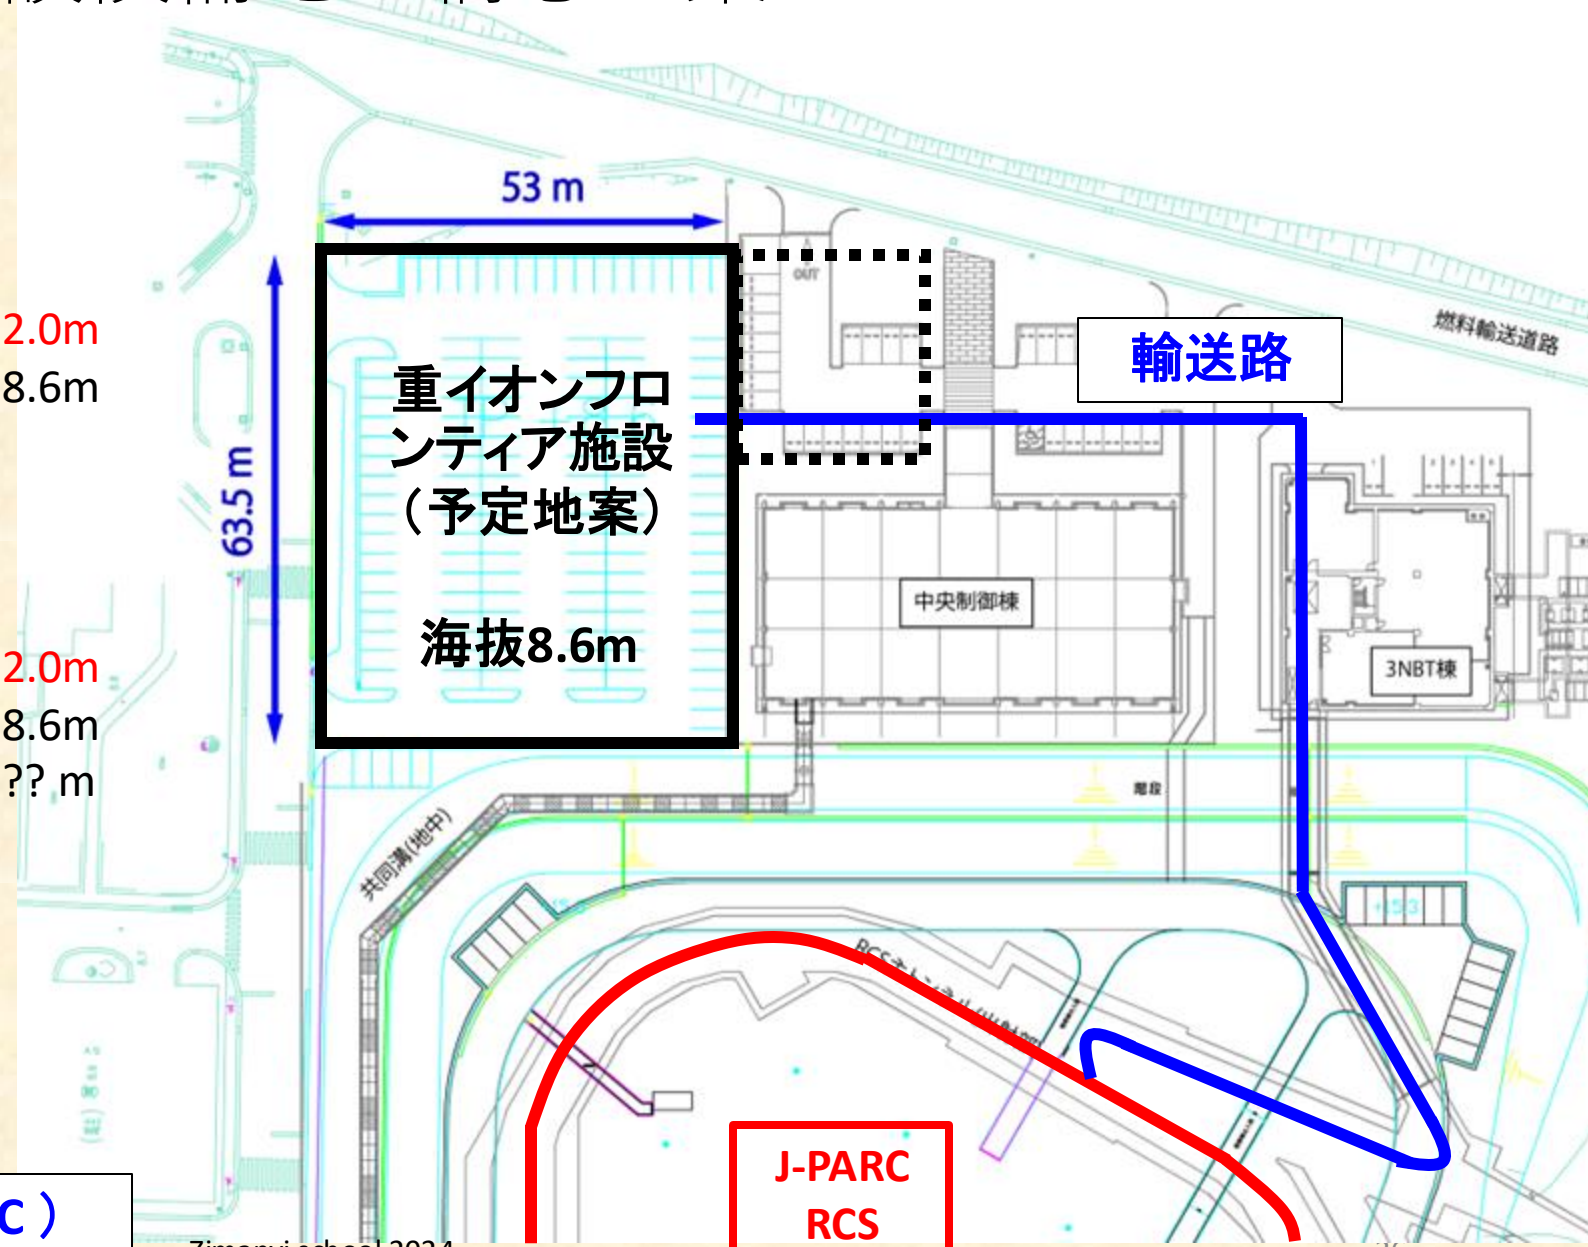 53 m
2.0m
8.6m
燃料輸送道路
輸送路
重イオンフロ
ンティア施設
（予定地案）
63.5 m
海抜8.6m
中央制御棟
3NBT棟
2.0m
8.6m
?? m
階段
共同溝(地中)
+15.3
J-PARC
RCS
C）